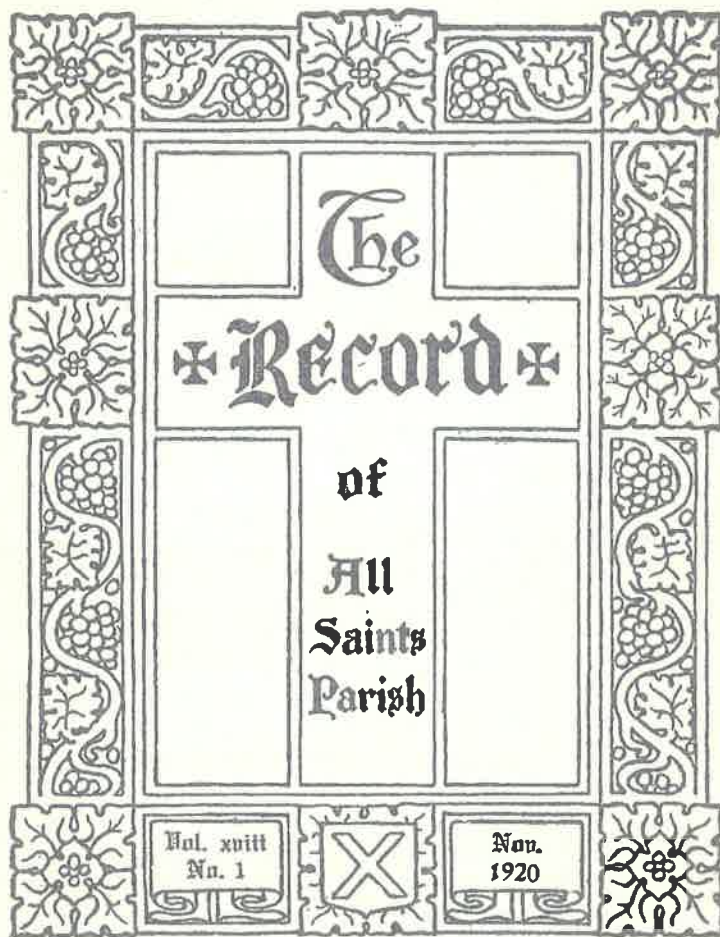 The
Record
of
All
Saints
Parish
Vol. xviii
No. 1
Nov.
1920